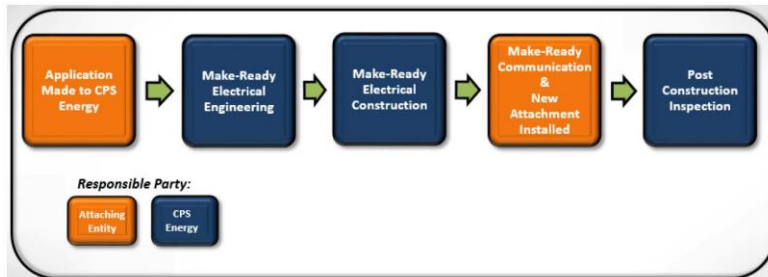 Application
Made to CPS
Energy
Make-Ready
Electrical
Engineering
Make-Ready
Electrical
Construction
Make-Ready
Communication
&
New
Attachment
Installed
Post
Construction
Inspection
Responsible Party:
Attaching
Entity
CPS
Energy